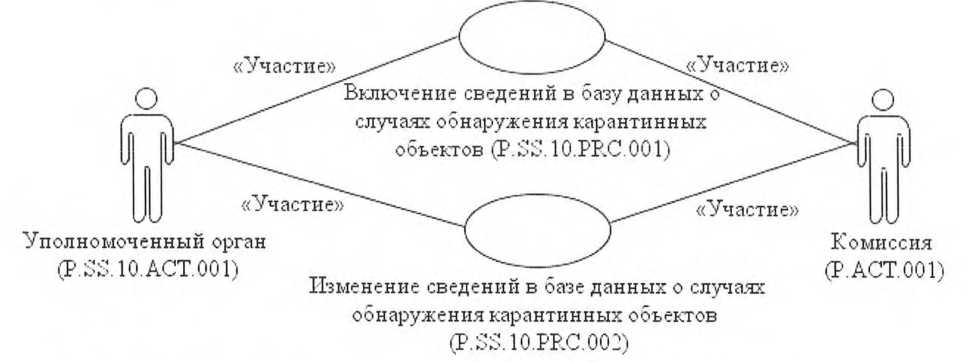 «Участие»
«Участие»
Включение сведений в базу данных о
случаях обнаружения карантинных
объектов (P.SS.10.PRC.001)
«Участие»
«Участие»
Уполномоченный орган
(P.SS.10.ACT.001)
Комиссия
(P.ACT.001)
Изменение сведений в базе данных о случаях
обнаружения карантинных объектов
(P.SS.10.PRC.002)